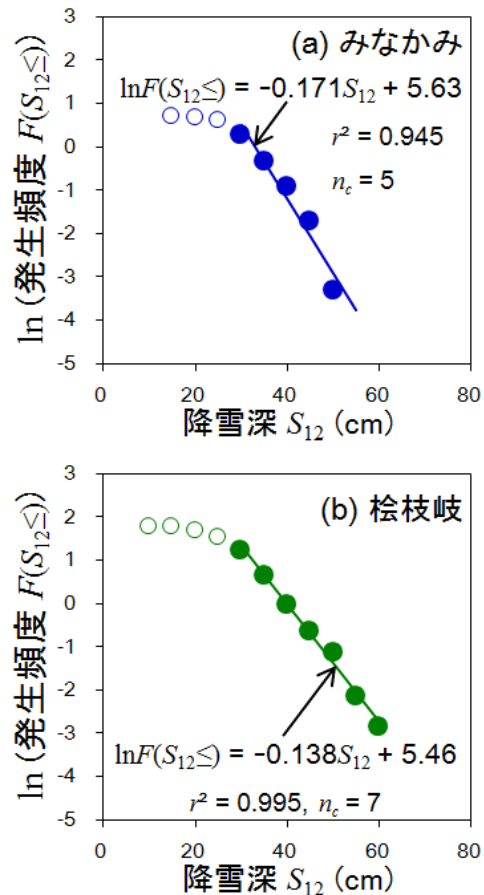 (a) みなかみ
lnF(S₁₂≤) = −0.171S₁₂ + 5.63
r² = 0.945
n꜀ = 5
ln (発生頻度 F(S₁₂≤))
3
2
1
0
-1
-2
-3
-4
-5
0 20 40 60 80
降雪深 S₁₂ (cm)
(b)桧枝岐
lnF(S₁₂≤) = −0.138S₁₂ + 5.46
r² = 0.995, n꜀ = 7
ln (発生頻度 F(S₁₂≤))
3
2
1
0
-1
-2
-3
-4
-5
0 20 40 60 80
降雪深 S₁₂ (cm)